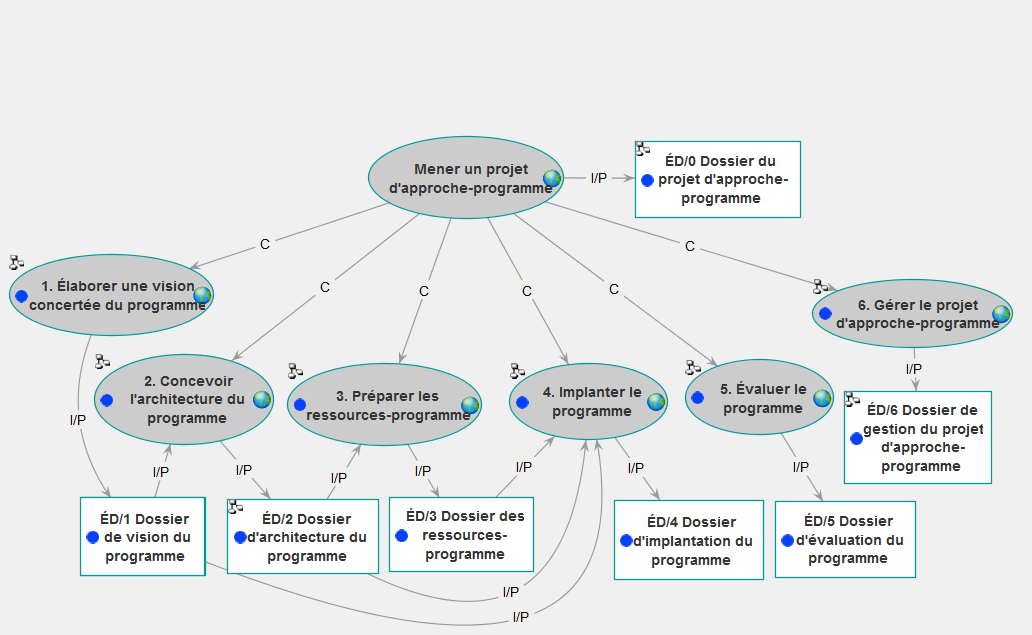 Mener un projet
d'approche-programme
I/P
ÉD/0 Dossier du
projet d'approche-
programme
C
C
C
C
C
C
1. Élaborer une vision
concertée du programme
6. Gérer le projet
d'approche-programme
2. Concevoir
l'architecture du
programme
3. Préparer les
ressources-programme
4. Implanter le
programme
5. Évaluer le
programme
I/P
I/P
I/P
I/P
I/P
I/P
I/P
I/P
I/P
ÉD/6 Dossier de
gestion du projet
d'approche-
programme
ÉD/1 Dossier
de vision du
programme
ÉD/2 Dossier
d'architecture du
programme
ÉD/3 Dossier des
ressources-
programme
ÉD/4 Dossier
d'implantation du
programme
ÉD/5 Dossier
d'évaluation du
programme
I/P
I/P